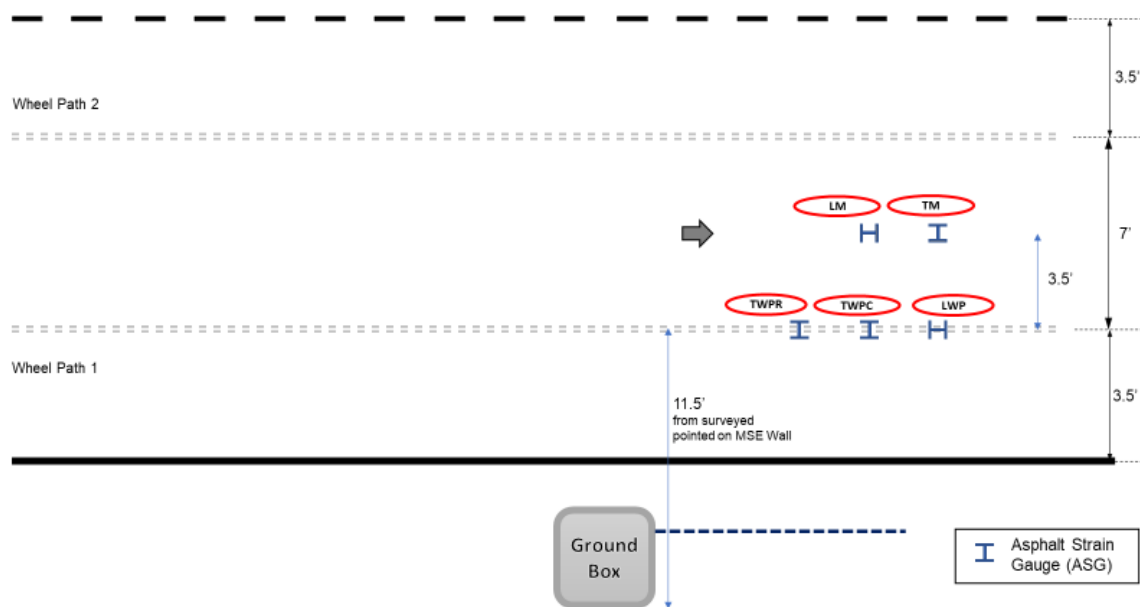 3.5'
Wheel Path 2
LM
TM
7'
3.5'
TWPR
TWPC
LWP
Wheel Path 1
3.5'
11.5'
from surveyed
pointed on MSE Wall
Ground
Box
Asphalt Strain
Gauge (ASG)